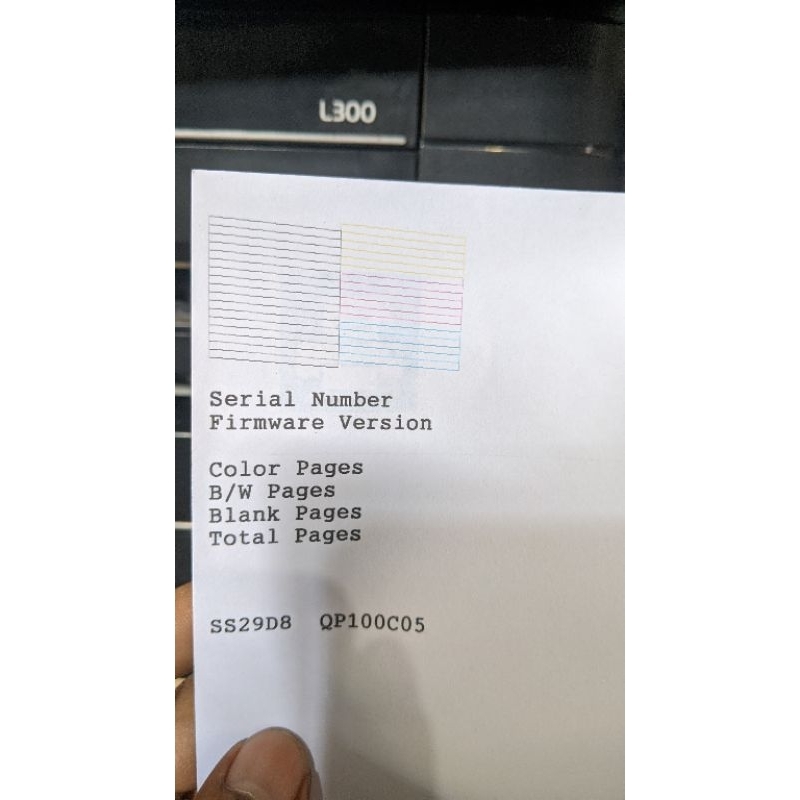 L300
Serial Number
Firmware Version
Color Pages
B/W Pages
Blank Pages
Total Pages
SS29D8 QP100C05